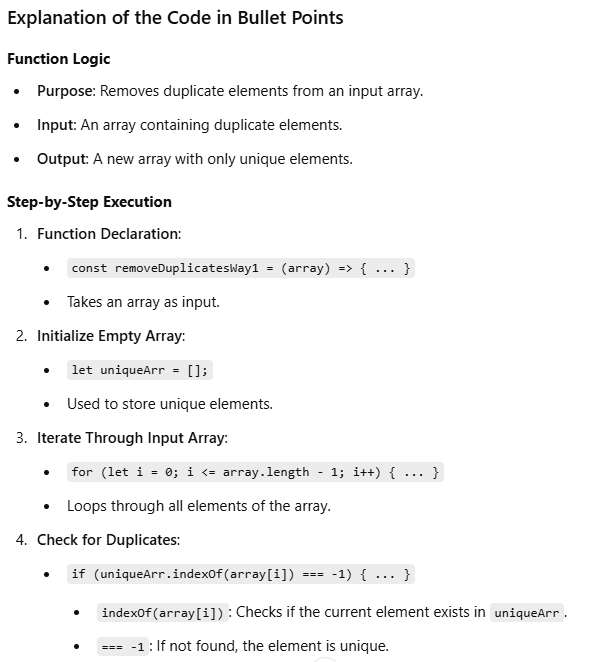 Explanation of the Code in Bullet Points
Function Logic
• Purpose: Removes duplicate elements from an input array.
• Input: An array containing duplicate elements.
• Output: A new array with only unique elements.
Step-by-Step Execution
1. Function Declaration:
• const removeDuplicatesWay1 = (array) => { ... }
• Takes an array as input.
2. Initialize Empty Array:
• let uniqueArr = [];
• Used to store unique elements.
3. Iterate Through Input Array:
• for (let i = 0; i <= array.length - 1; i++) { ... }
• Loops through all elements of the array.
4. Check for Duplicates:
• if (uniqueArr.indexOf(array[i]) === -1) { ... }
• indexOf(array[i]): Checks if the current element exists in uniqueArr.
• === -1: If not found, the element is unique.